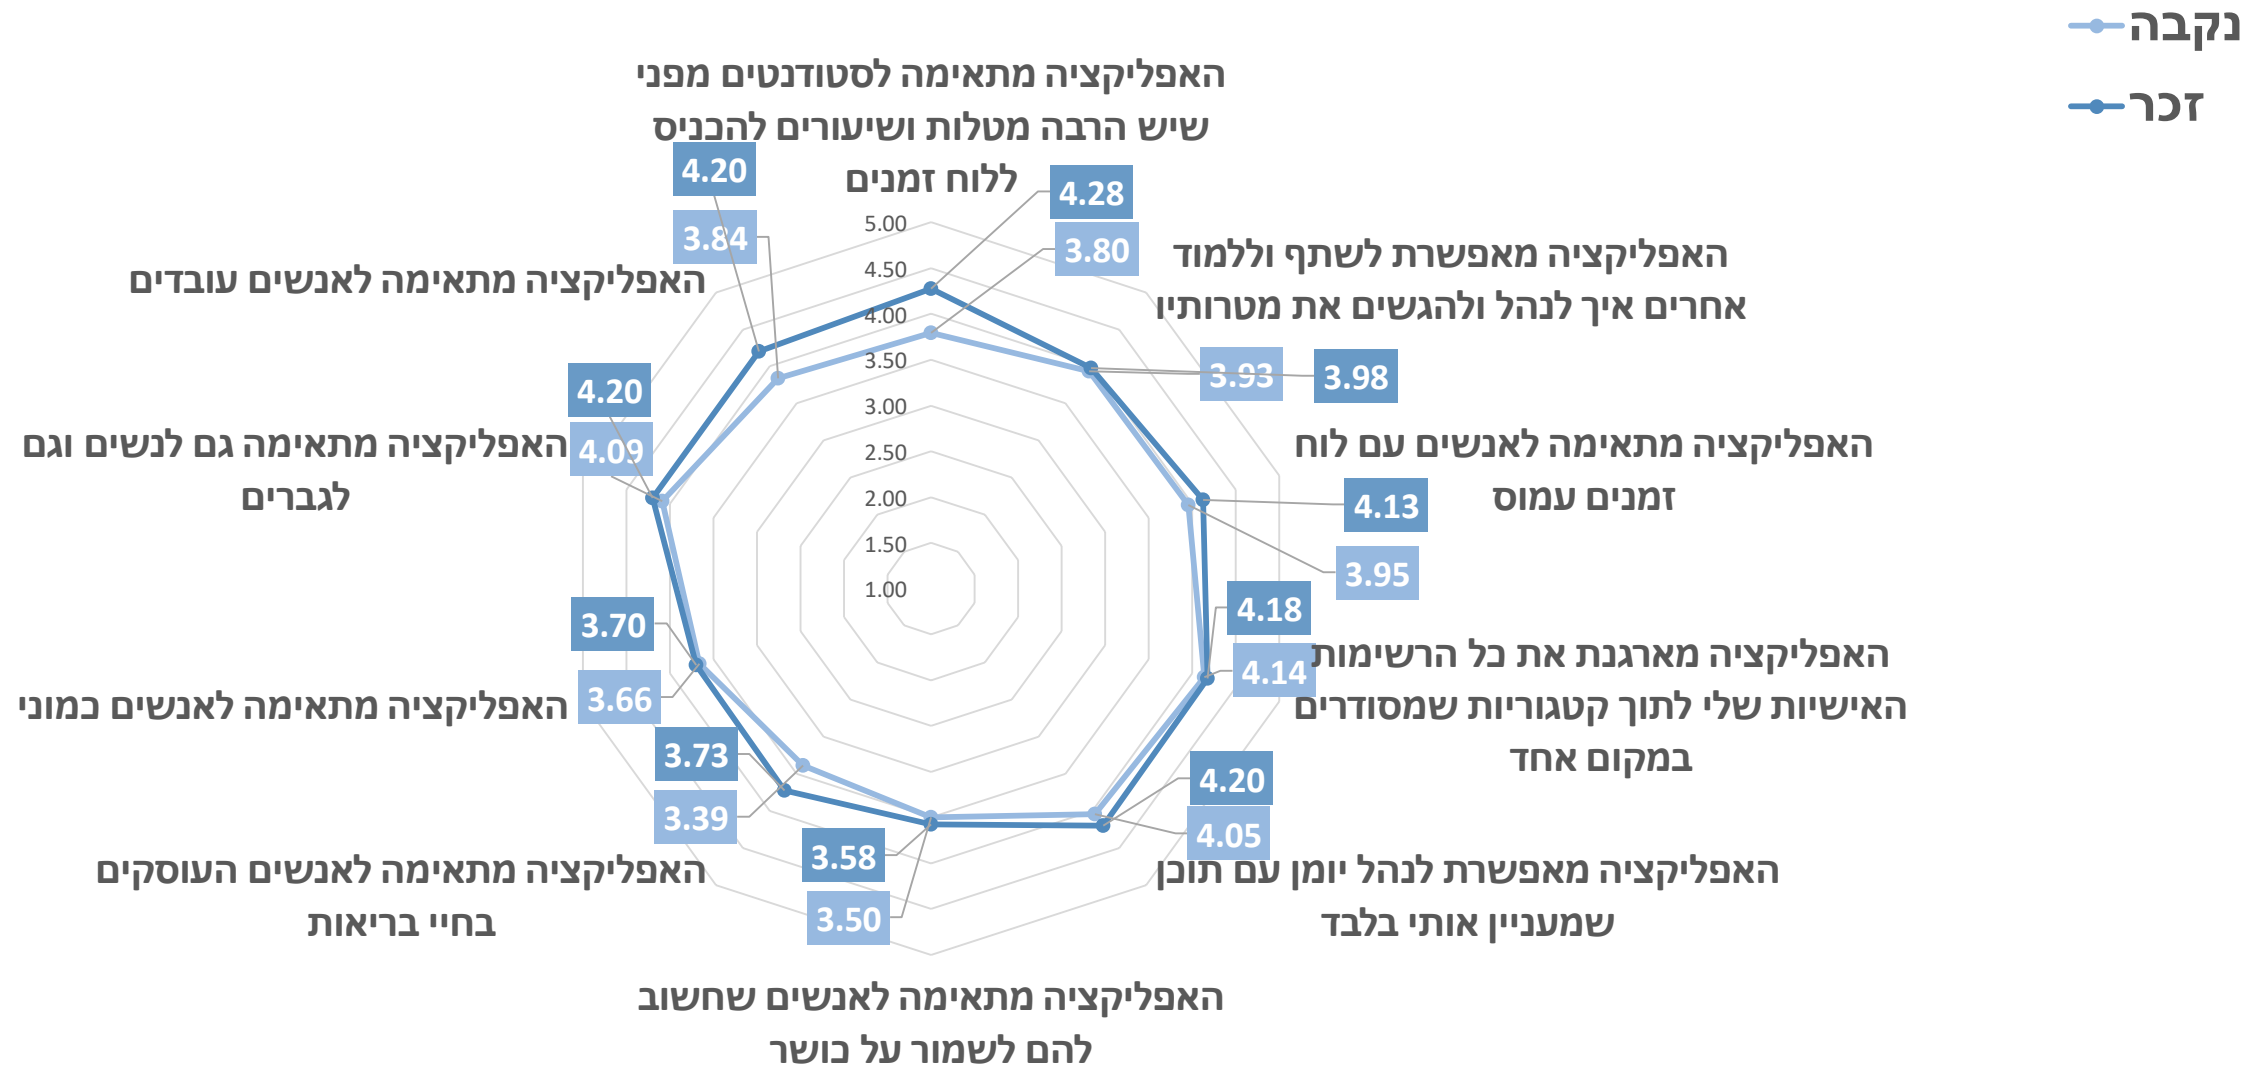 נקבה
זכר
האפליקציה מתאימה לסטודנטים מפני
שיש הרבה מטלות ושיעורים להכניס
ללוח זמנים
4.28
3.80
האפליקציה מאפשרת לשתף וללמוד
אחרים איך לנהל ולהגשים את מטרותיו
3.93
3.98
האפליקציה מתאימה לאנשים עם לוח
זמנים עמוס
4.13
3.95
האפליקציה מארגנת את כל הרשימות
האישיות שלי לתוך קטגוריות שמסודרים
במקום אחד
4.18
4.14
האפליקציה מאפשרת לנהל יומן עם תוכן
שמעניין אותי בלבד
4.20
4.05
האפליקציה מתאימה לאנשים שחשוב
להם לשמור על כושר
3.58
3.50
האפליקציה מתאימה לאנשים העוסקים
בחיי בריאות
3.73
3.39
האפליקציה מתאימה לאנשים כמוני
3.70
3.66
האפליקציה מתאימה גם לנשים וגם
לגברים
4.20
4.09
האפליקציה מתאימה לאנשים עובדים
4.20
3.84
5.00
4.50
4.00
3.50
3.00
2.50
2.00
1.50
1.00